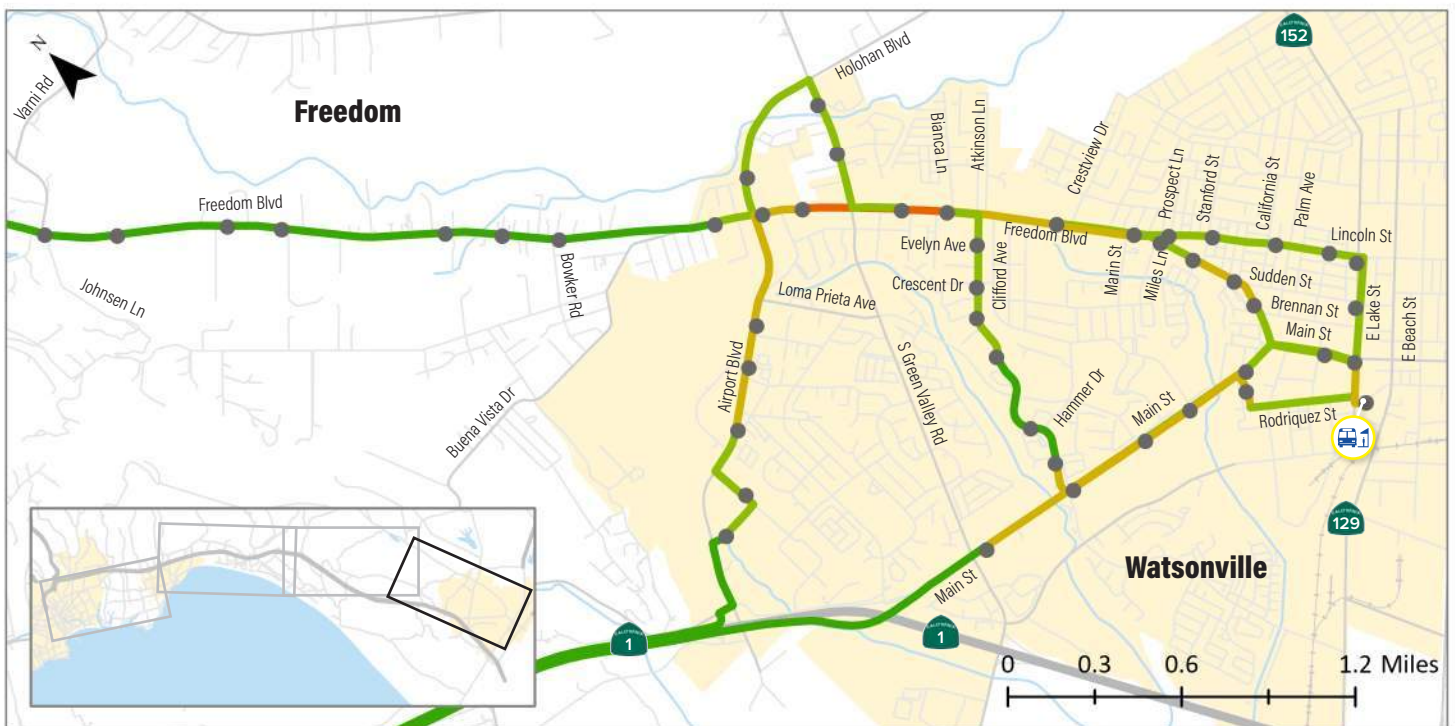 152
Holohan Blvd
N
Varni Rd
Freedom
Bianca Ln
Atkinson Ln
Crestview Dr
Prospect Ln
Stanford St
California St
Palm Ave
Freedom Blvd
Lincoln St
Evelyn Ave
Freedom Blvd
Marin St
Miles Ln
Sudden St
Bowker Rd
Crescent Dr
Clifford Ave
Johnsen Ln
Loma Prieta Ave
Brennan St
Main St
E Lake St
E Beach St
Airport Blvd
S Green Valley Rd
Hammer Dr
Main St
Rodriquez St
Buena Vista Dr
129
Watsonville
Main St
1
1
0 0.3 0.6 1.2 Miles